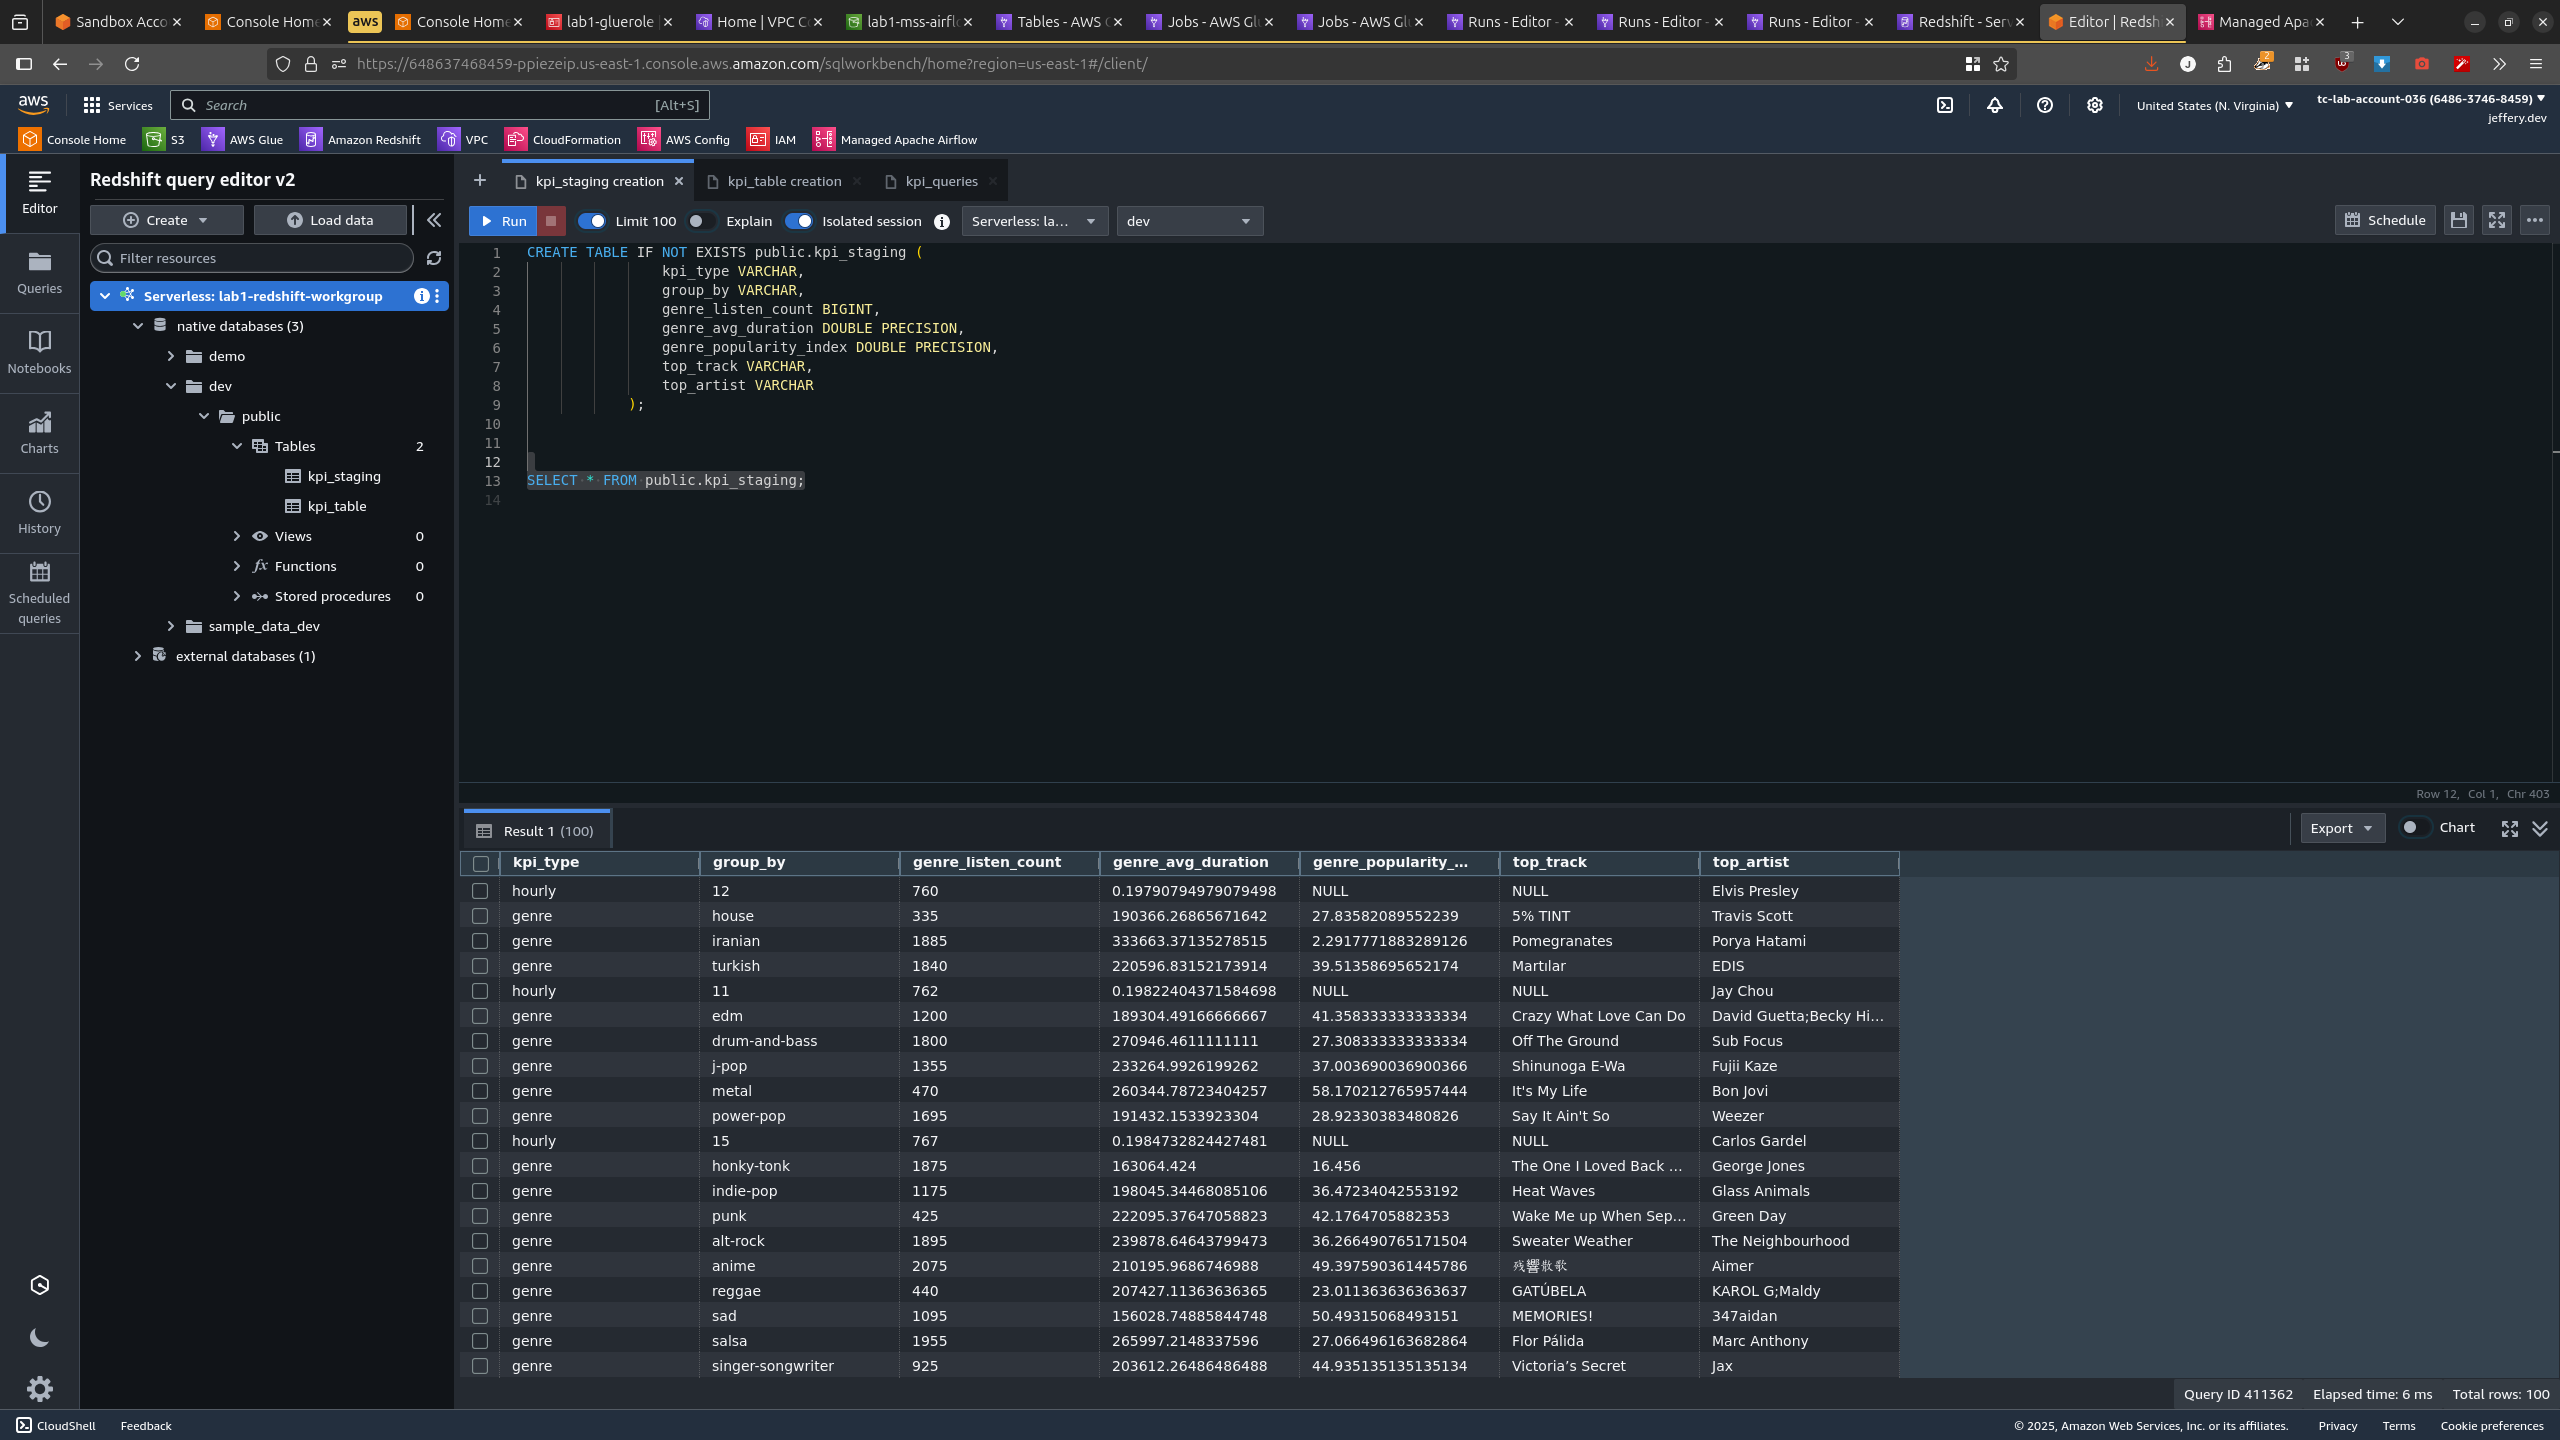 Sandbox Acco
Console Home
aws
Console Home
lab1-gluerole
Home | VPC C
lab1-mss-airfl
Tables - AWS
Jobs - AWS Gl
Jobs - AWS Gl
Runs - Editor -
Runs - Editor -
Runs - Editor -
Redshift - Serv
Editor | Redsh
Managed Apa
https://648637468459-ppiezeip.us-east-1.console.aws.amazon.com/sqlworkbench/home?region=us-east-1#/client/
aws Services Search [Alt+S] United States (N. Virginia) tc-lab-account-036 (6486-3746-8459)
jeffery.dev
Console Home S3 AWS Glue Amazon Redshift VPC CloudFormation AWS Config IAM Managed Apache Airflow
Editor
Queries
Notebooks
Charts
History
Scheduled
queries
Redshift query editor v2
Create Load data
Filter resources
Serverless: lab1-redshift-workgroup
native databases (3)
demo
dev
public
Tables 2
kpi_staging
kpi_table
Views 0
Functions 0
Stored procedures 0
sample_data_dev
external databases (1)
kpi_staging creation kpi_table creation kpi_queries
Run Limit 100 Explain Isolated session Serverless: la... dev Schedule
1 CREATE TABLE IF NOT EXISTS public.kpi_staging (
2 kpi_type VARCHAR,
3 group_by VARCHAR,
4 genre_listen_count BIGINT,
5 genre_avg_duration DOUBLE PRECISION,
6 genre_popularity_index DOUBLE PRECISION,
7 top_track VARCHAR,
8 top_artist VARCHAR
9 );
10
11
12
13 SELECT * FROM public.kpi_staging;
14
Row 12, Col 1, Chr 403
Result 1 (100) Export Chart
kpi_type group_by genre_listen_count genre_avg_duration genre_popularity_... top_track top_artist
hourly 12 760 0.19790794979079498 NULL NULL Elvis Presley
genre house 335 190366.26865671642 27.83582089552239 5% TINT Travis Scott
genre iranian 1885 333663.37135278515 2.2917771883289126 Pomegranates Porya Hatami
genre turkish 1840 220596.83152173914 39.51358695652174 Martılar EDIS
hourly 11 762 0.19822404371584698 NULL NULL Jay Chou
genre edm 1200 189304.49166666667 41.358333333333334 Crazy What Love Can Do David Guetta;Becky Hi...
genre drum-and-bass 1800 270946.4611111111 27.308333333333334 Off The Ground Sub Focus
genre j-pop 1355 233264.9926199262 37.003690036900366 Shinunoga E-Wa Fujii Kaze
genre metal 470 260344.78723404257 58.170212765957444 It's My Life Bon Jovi
genre power-pop 1695 191432.1533923304 28.92330383480826 Say It Ain't So Weezer
hourly 15 767 0.1984732824427481 NULL NULL Carlos Gardel
genre honky-tonk 1875 163064.424 16.456 The One I Loved Back ... George Jones
genre indie-pop 1175 198045.34468085106 36.47234042553192 Heat Waves Glass Animals
genre punk 425 222095.37647058823 42.1764705882353 Wake Me up When Sep... Green Day
genre alt-rock 1895 239878.64643799473 36.266490765171504 Sweater Weather The Neighbourhood
genre anime 2075 210195.9686746988 49.397590361445786 残響散歌 Aimer
genre reggae 440 207427.11363636365 23.011363636363637 GATÚBELA KAROL G;Maldy
genre sad 1095 156028.74885844748 50.49315068493151 MEMORIES! 347aidan
genre salsa 1955 265997.2148337596 27.066496163682864 Flor Pálida Marc Anthony
genre singer-songwriter 925 203612.26486486488 44.935135135135134 Victoria’s Secret Jax
Query ID 411362 Elapsed time: 6 ms Total rows: 100
CloudShell Feedback © 2025, Amazon Web Services, Inc. or its affiliates. Privacy Terms Cookie preferences